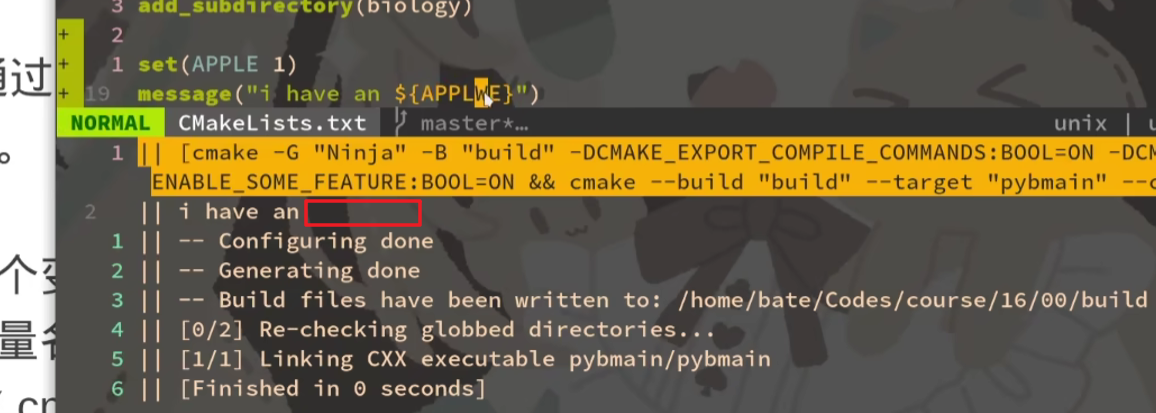 3 add_subdirectory(biology)
+ 2
+ 1 set(APPLE 1)
+ 19 message("i have an ${APPLWE}")
NORMAL CMakeLists.txt master*… unix |
1 || [cmake -G "Ninja" -B "build" -DCMAKE_EXPORT_COMPILE_COMMANDS:BOOL=ON -DCM
ENABLE_SOME_FEATURE:BOOL=ON && cmake --build "build" --target "pybmain" --c
2 || i have an
1 || -- Configuring done
2 || -- Generating done
3 || -- Build files have been written to: /home/bate/Codes/course/16/00/build
4 || [0/2] Re-checking globbed directories...
5 || [1/1] Linking CXX executable pybmain/pybmain
6 || [Finished in 0 seconds]
通过
。
个变
量名
cm